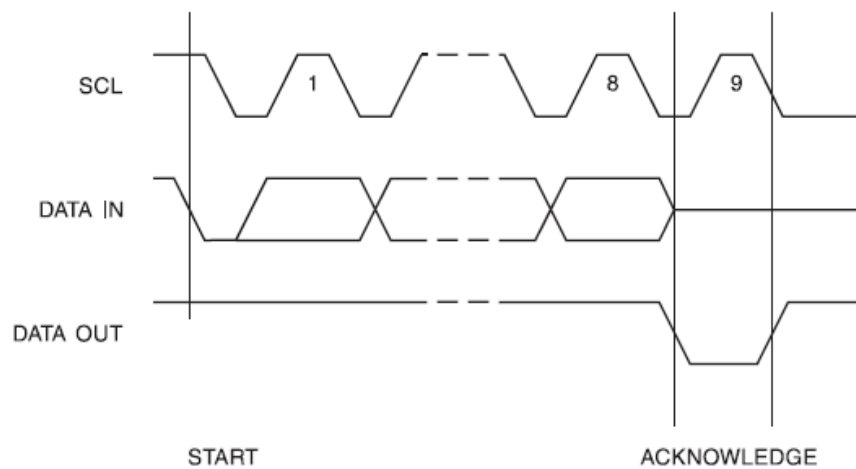 SCL
1
8
9
DATA IN
DATA OUT
START
ACKNOWLEDGE